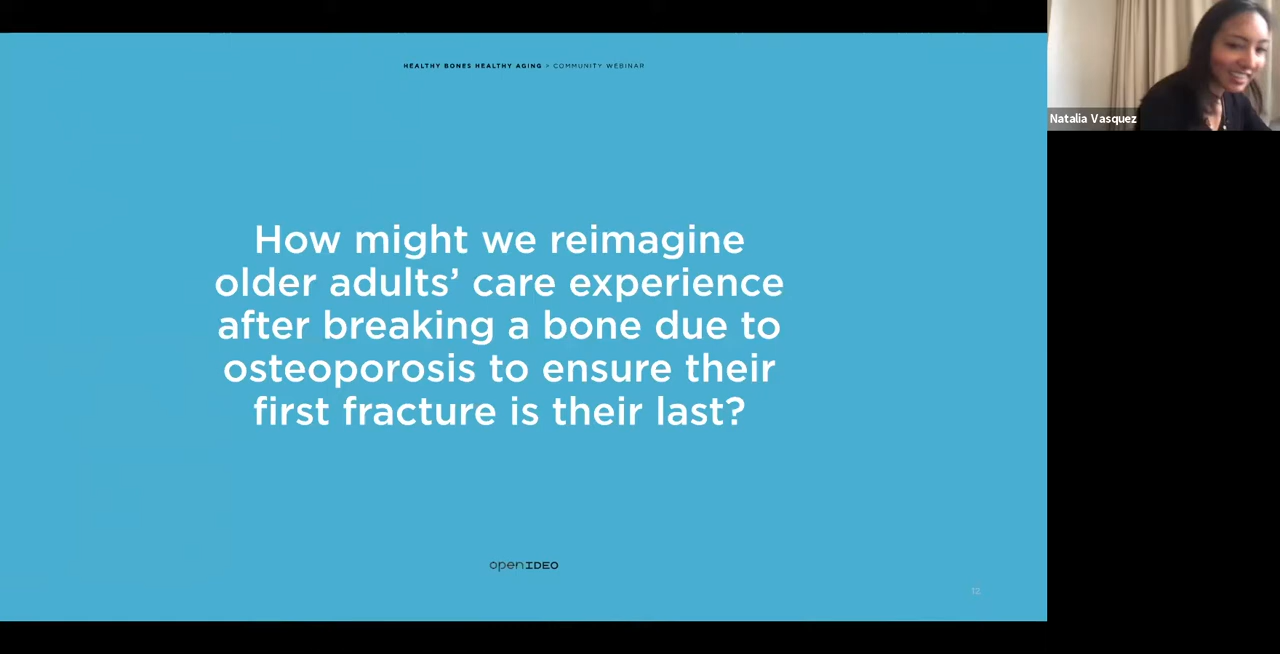 HEALTHY BONES HEALTHY AGING > COMMUNITY WEBINAR
Natalia Vasquez
How might we reimagine
older adults’ care experience
after breaking a bone due to
osteoporosis to ensure their
first fracture is their last?
openIDEO
12